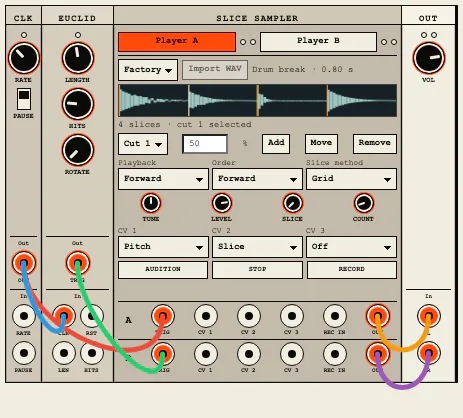 CLK EUCLID SLICE SAMPLER OUT
Player A Player B
RATE LENGTH VOL
Factory Import WAV Drum break · 0.80 s
PAUSE
HITS
4 slices · cut 1 selected
Cut 1 50 % Add Move Remove
ROTATE
Playback Order Slice method
Forward Forward Grid
TUNE LEVEL SLICE COUNT
CV 1 CV 2 CV 3
Pitch Slice Off
Out Out
AUDITION STOP RECORD
In In In
A
RATE RST TRIG CV 1 CV 2 CV 3 REC IN
PAUSE LEN HITS TRIG CV 1 CV 2 CV 3 REC IN